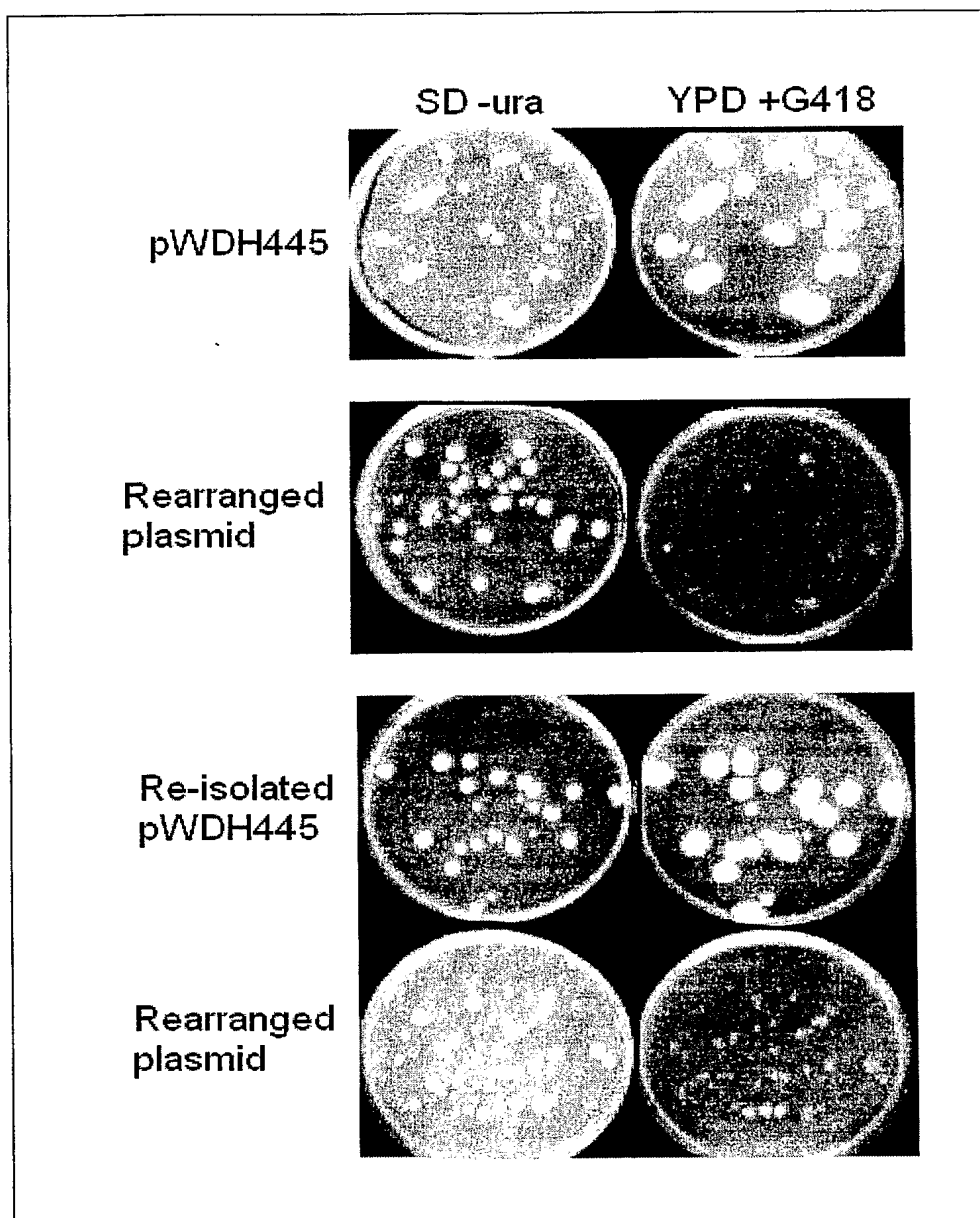 SD -ura
YPD +G418
pWDH445
Rearranged
plasmid
Re-isolated
pWDH445
Rearranged
plasmid